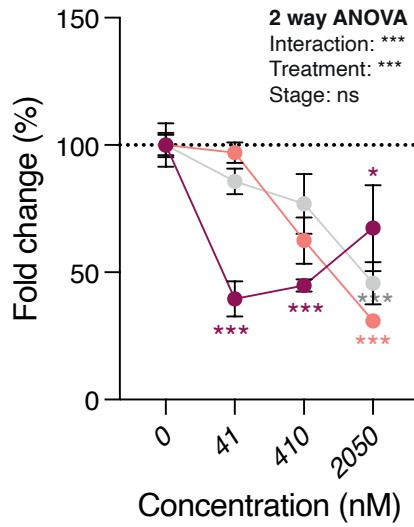 2 way ANOVA
Interaction: ***
Treatment: ***
Stage: ns
150
100
50
0
Fold change (%)
*
***
***
***
***
0
41
410
2050
Concentration (nM)